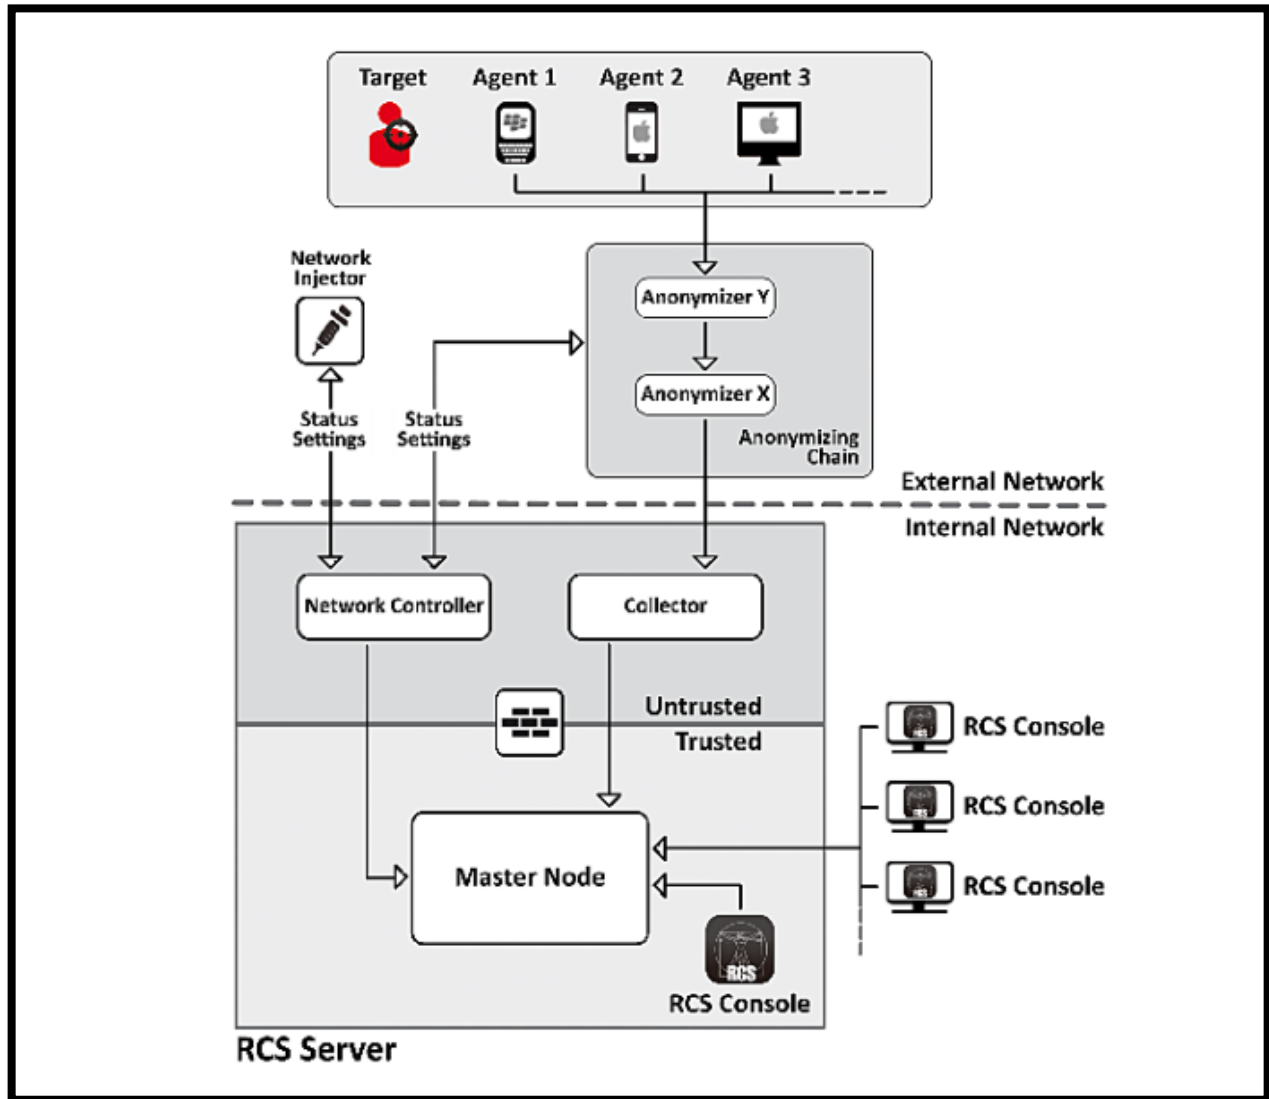 Target
Agent 1
Agent 2
Agent 3
Network
Injector
Anonymizer Y
Anonymizer X
Status
Settings
Status
Settings
Anonymizing
Chain
External Network
Internal Network
Network Controller
Collector
Untrusted
Trusted
RCS Console
RCS Console
RCS Console
Master Node
RCS
RCS Console
RCS Server